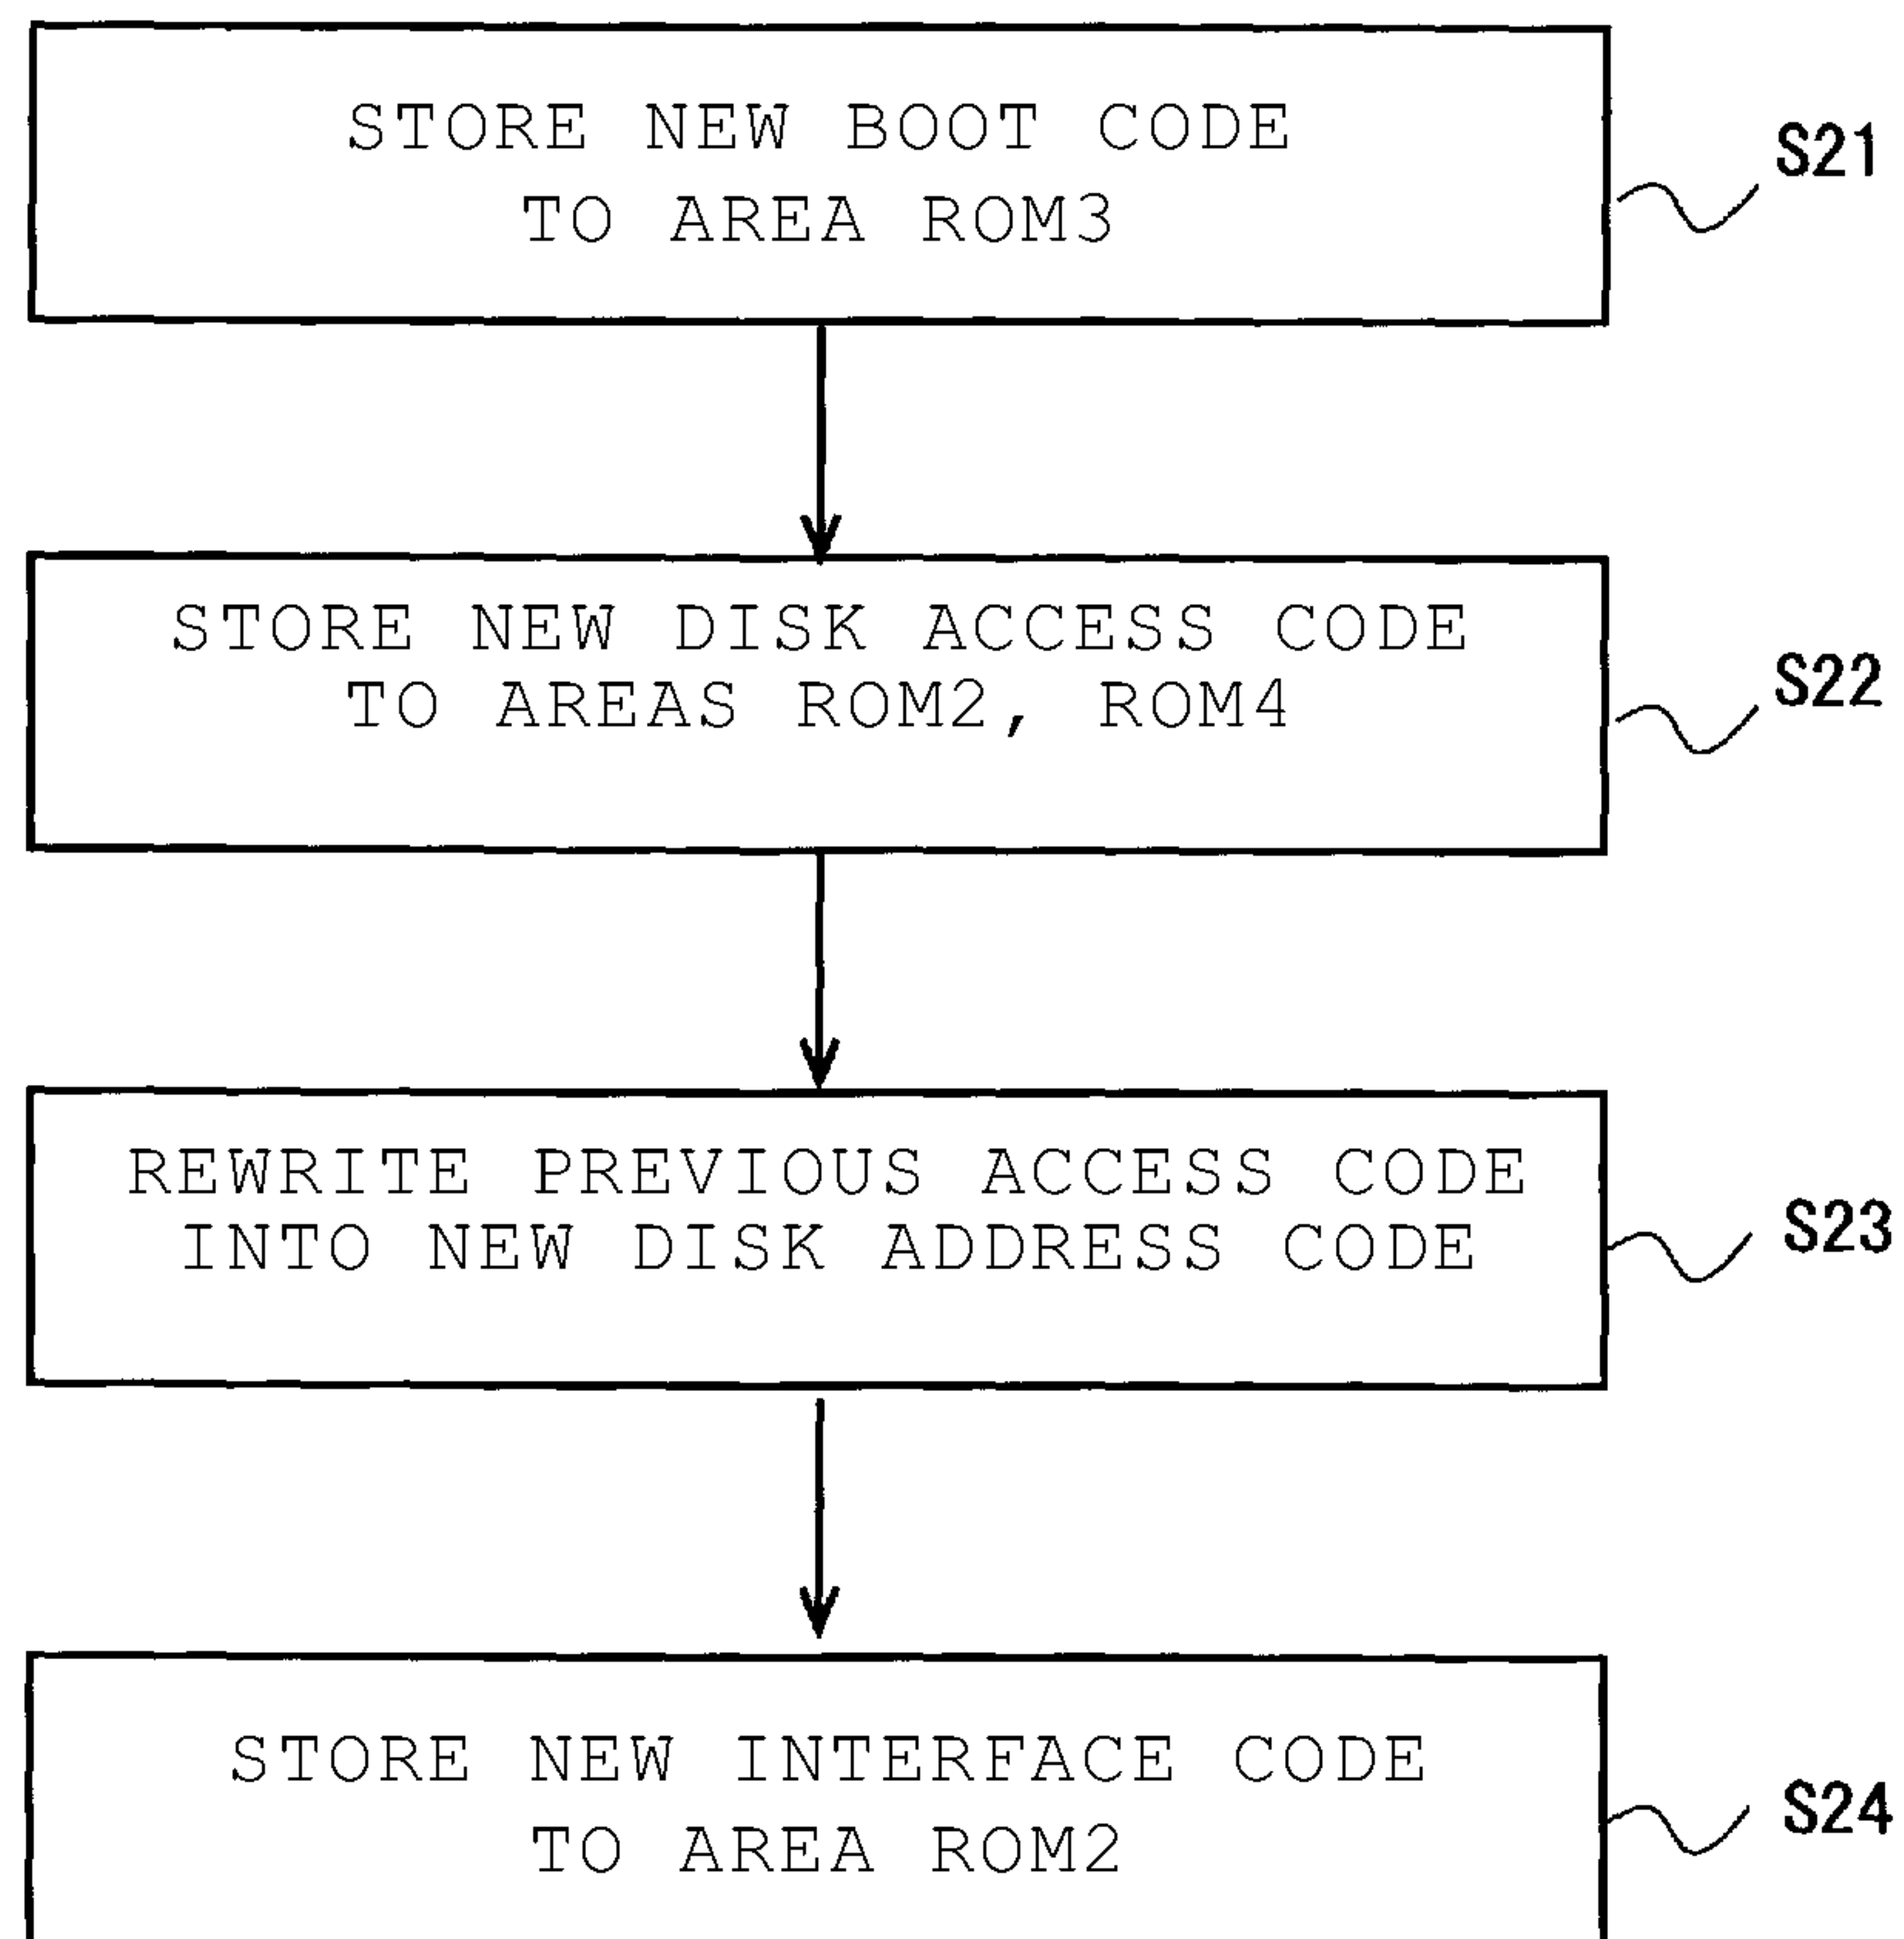 STORE NEW BOOT CODE
TO AREA ROM3
S21
STORE NEW DISK ACCESS CODE
TO AREAS ROM2, ROM4
S22
REWRITE PREVIOUS ACCESS CODE
INTO NEW DISK ADDRESS CODE
S23
STORE NEW INTERFACE CODE
TO AREA ROM2
S24